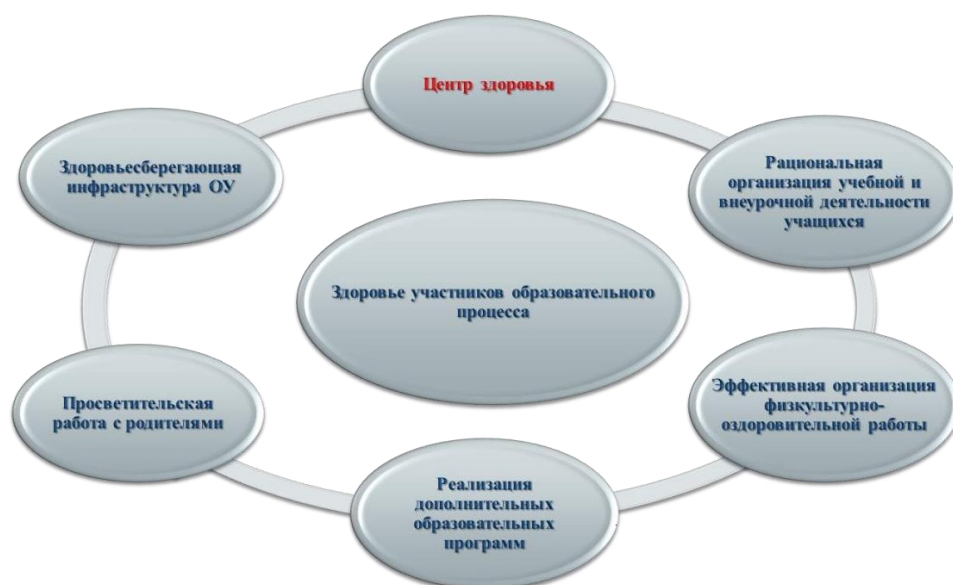 Центр здоровья
Здоровьесберегающая
инфраструктура ОУ
Рациональная
организация учебной и
внеурочной деятельности
учащихся
Здоровье участников образовательного
процесса
Просветительская
работа с родителями
Эффективная организация
физкультурно-
оздоровительной работы
Реализация
дополнительных
образовательных
программ